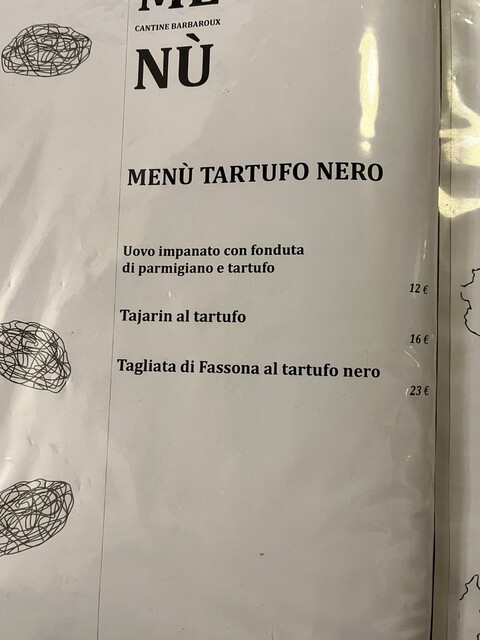 ME
CANTINE BARBAROUX
NÙ
MENÙ TARTUFO NERO
Uovo impanato con fonduta
di parmigiano e tartufo
12 €
Tajarin al tartufo
16 €
Tagliata di Fassona al tartufo nero
23 €